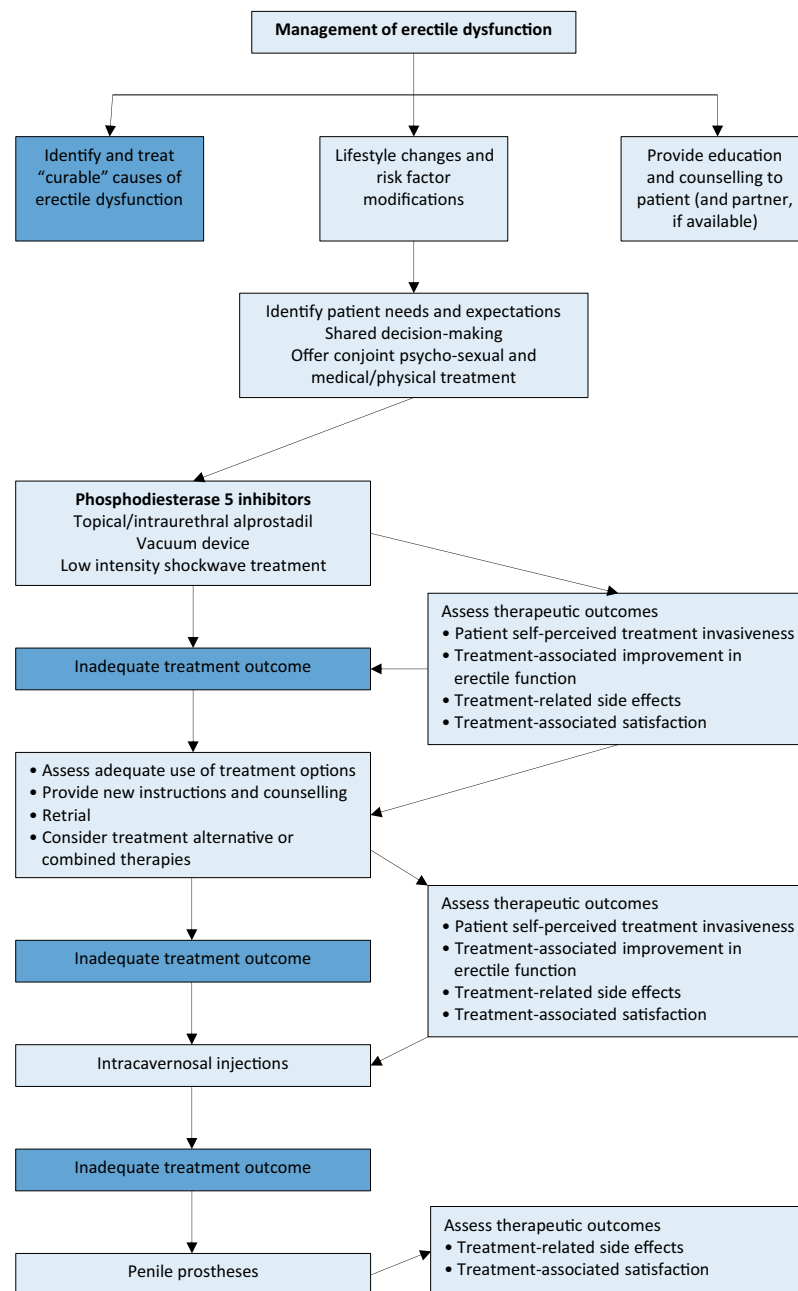 Management of erectile dysfunction
Identify and treat
“curable” causes of
erectile dysfunction
Lifestyle changes and
risk factor
modifications
Provide education
and counselling to
patient (and partner,
if available)
Identify patient needs and expectations
Shared decision-making
Offer conjoint psycho-sexual and
medical/physical treatment
Phosphodiesterase 5 inhibitors
Topical/intraurethral alprostadil
Vacuum device
Low intensity shockwave treatment
Assess therapeutic outcomes
• Patient self-perceived treatment invasiveness
• Treatment-associated improvement in
erectile function
• Treatment-related side effects
• Treatment-associated satisfaction
Inadequate treatment outcome
• Assess adequate use of treatment options
• Provide new instructions and counselling
• Retrial
• Consider treatment alternative or
combined therapies
Assess therapeutic outcomes
• Patient self-perceived treatment invasiveness
• Treatment-associated improvement in
erectile function
• Treatment-related side effects
• Treatment-associated satisfaction
Inadequate treatment outcome
Intracavernosal injections
Inadequate treatment outcome
Assess therapeutic outcomes
• Treatment-related side effects
• Treatment-associated satisfaction
Penile prostheses